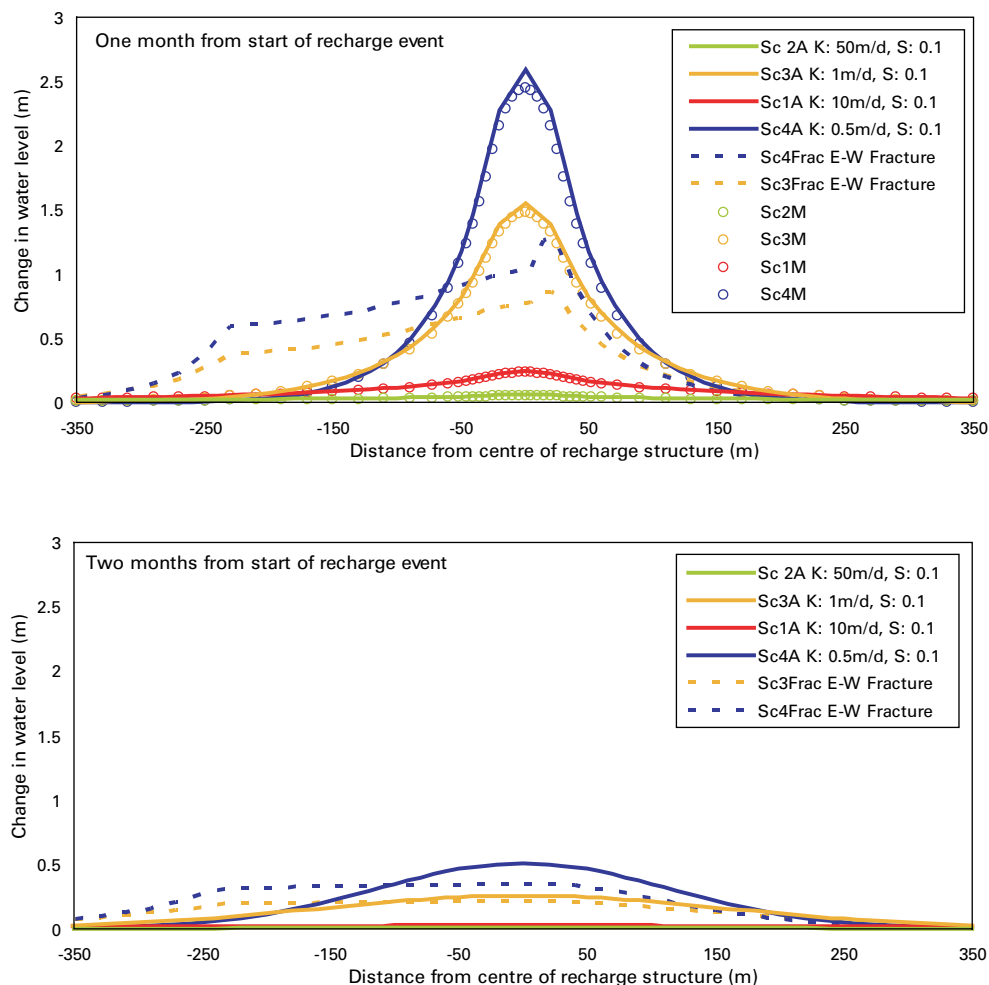 3
One month from start of recharge event
2.5
2
1.5
1
0.5
0
Change in water level (m)
Sc 2A K: 50m/d, S: 0.1
Sc3A K: 1m/d, S: 0.1
Sc1A K: 10m/d, S: 0.1
Sc4A K: 0.5m/d, S: 0.1
Sc4Frac E-W Fracture
Sc3Frac E-W Fracture
Sc2M
Sc3M
Sc1M
Sc4M
-350 -250 -150 -50 50 150 250 350
Distance from centre of recharge structure (m)
3
Two months from start of recharge event
2.5
2
1.5
1
0.5
0
Change in water level (m)
Sc 2A K: 50m/d, S: 0.1
Sc3A K: 1m/d, S: 0.1
Sc1A K: 10m/d, S: 0.1
Sc4A K: 0.5m/d, S: 0.1
Sc3Frac E-W Fracture
Sc4Frac E-W Fracture
-350 -250 -150 -50 50 150 250 350
Distance from centre of recharge structure (m)